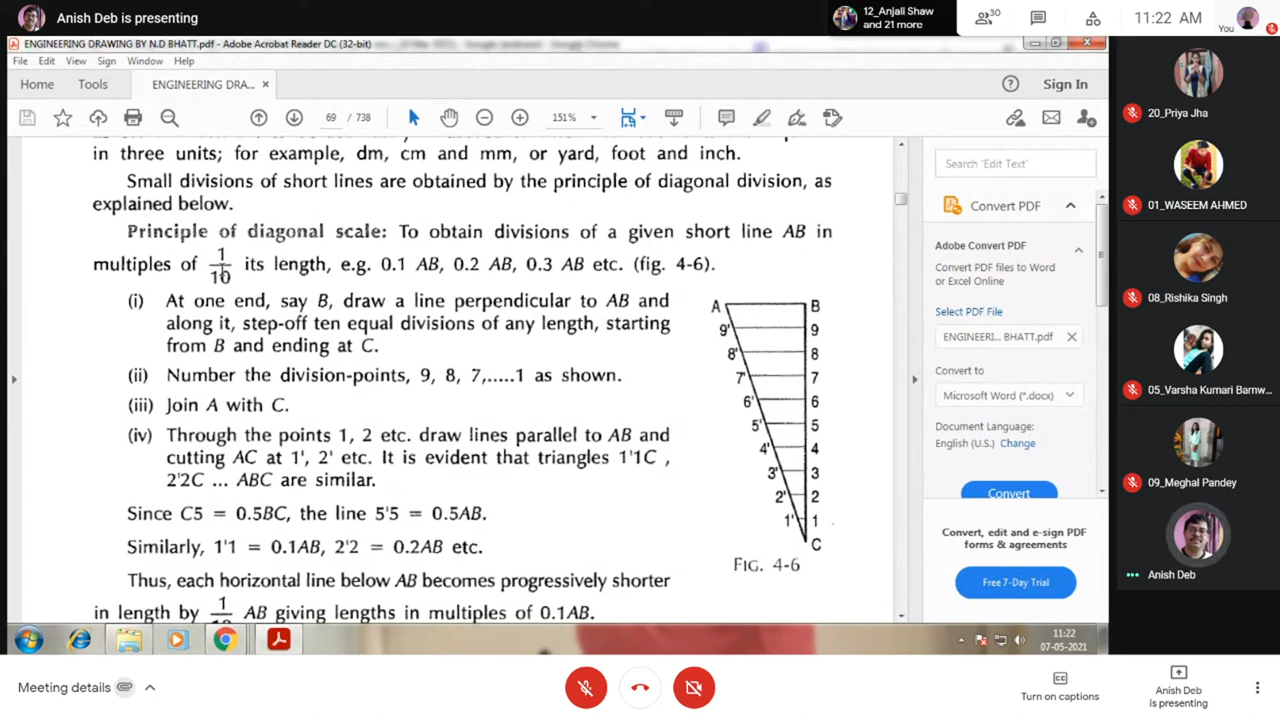 Anish Deb is presenting
12_Anjali Shaw
and 21 more
30
11:22 AM
You
ENGINEERING DRAWING BY N.D BHATT.pdf - Adobe Acrobat Reader DC (32-bit)
File Edit View Sign Window Help
Home Tools ENGINEERING DRA... × Sign In
69 / 738 151%
in three units; for example, dm, cm and mm, or yard, foot and inch.
Small divisions of short lines are obtained by the principle of diagonal division, as
explained below.
Principle of diagonal scale: To obtain divisions of a given short line AB in
multiples of 1/10 its length, e.g. 0.1 AB, 0.2 AB, 0.3 AB etc. (fig. 4-6).
(i) At one end, say B, draw a line perpendicular to AB and
along it, step-off ten equal divisions of any length, starting
from B and ending at C.
(ii) Number the division-points, 9, 8, 7,.....1 as shown.
(iii) Join A with C.
(iv) Through the points 1, 2 etc. draw lines parallel to AB and
cutting AC at 1', 2' etc. It is evident that triangles 1'1C ,
2'2C ... ABC are similar.
Since C5 = 0.5BC, the line 5'5 = 0.5AB.
Similarly, 1'1 = 0.1AB, 2'2 = 0.2AB etc.
Thus, each horizontal line below AB becomes progressively shorter
in length by 1/10 AB giving lengths in multiples of 0.1AB.
A B
9' 9
8' 8
7' 7
6' 6
5' 5
4' 4
3' 3
2' 2
1' 1
C
FIG. 4-6
Search 'Edit Text'
Convert PDF
Adobe Convert PDF
Convert PDF files to Word
or Excel Online
Select PDF File
ENGINEERI... BHATT.pdf ×
Convert to
Microsoft Word (*.docx)
Document Language:
English (U.S.) Change
Convert
Convert, edit and e-sign PDF
forms & agreements
Free 7-Day Trial
11:22
07-05-2021
20_Priya Jha
01_WASEEM AHMED
08_Rishika Singh
05_Varsha Kumari Barnw...
09_Meghal Pandey
Anish Deb
Meeting details
Turn on captions
Anish Deb
is presenting